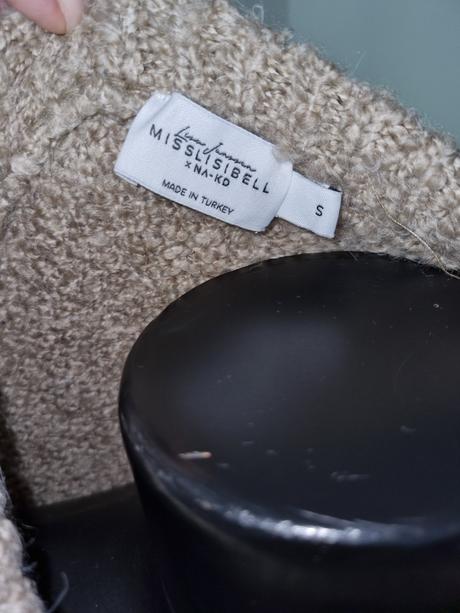 MISSLISIBELL
× NA-KD
MADE IN TURKEY
S